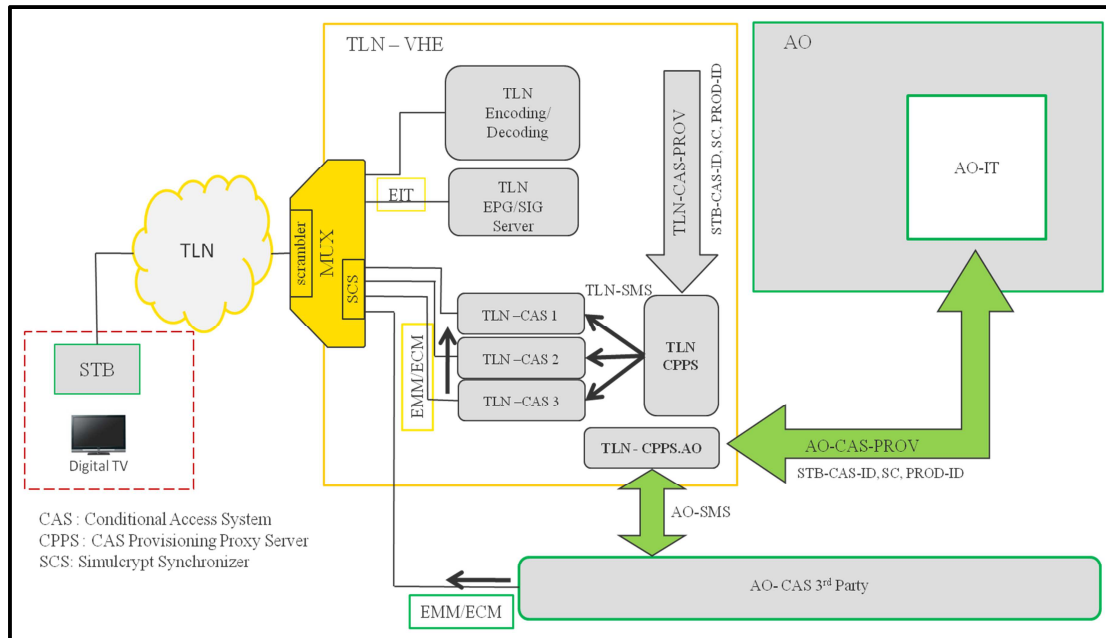 TLN – VHE
AO
TLN
Encoding/
Decoding
TLN-CAS-PROV
STB-CAS-ID, SC, PROD-ID
AO-IT
EIT
TLN
EPG/SIG
Server
TLN
scrambler
MUX
SCS
TLN-SMS
TLN –CAS 1
TLN –CAS 2
TLN –CAS 3
TLN
CPPS
EMM/ECM
STB
Digital TV
TLN- CPPS.AO
AO-CAS-PROV
STB-CAS-ID, SC, PROD-ID
AO-SMS
CAS : Conditional Access System
CPPS : CAS Provisioning Proxy Server
SCS: Simulcrypt Synchronizer
AO- CAS 3rd Party
EMM/ECM